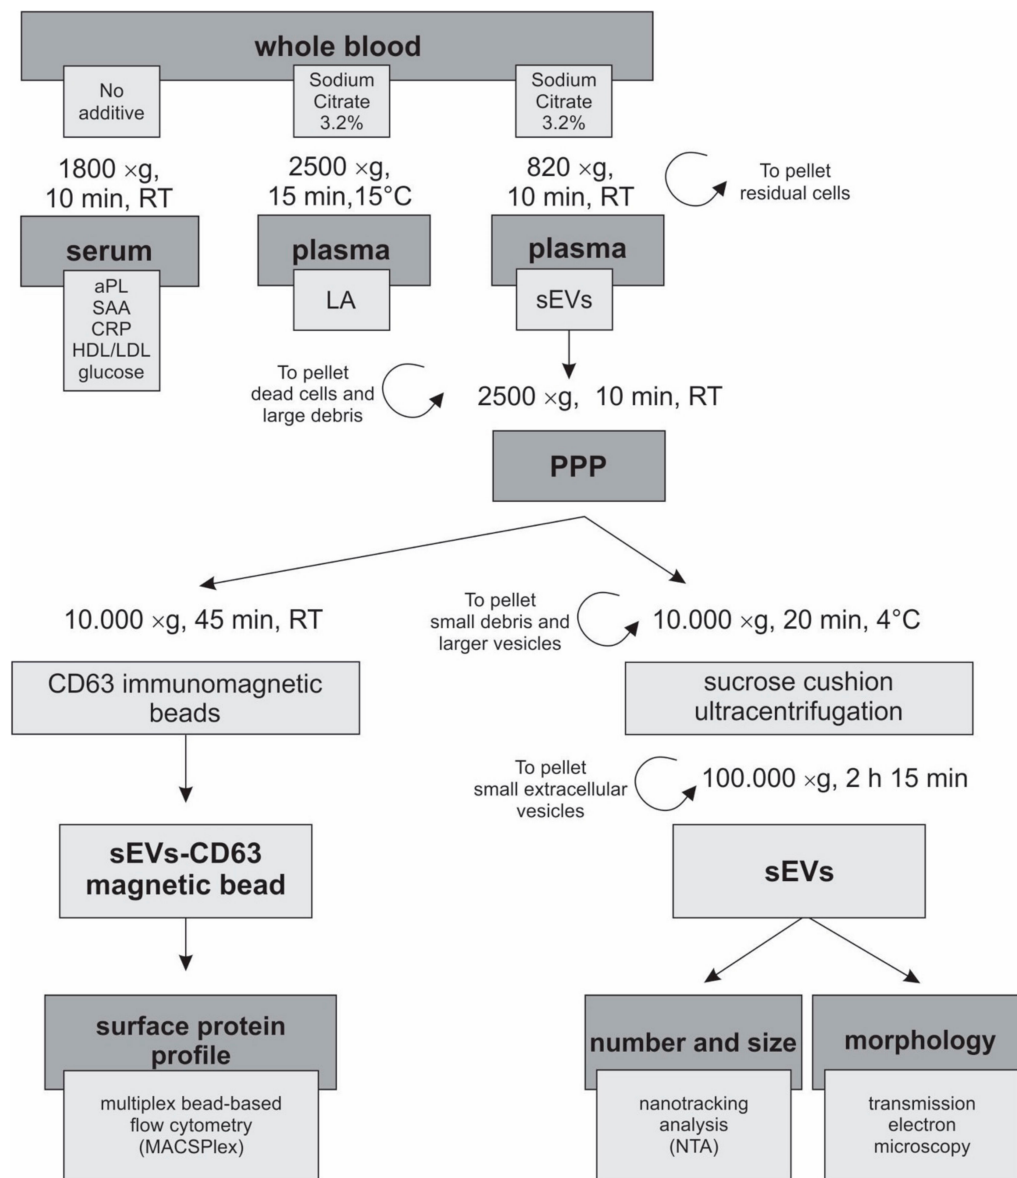 whole blood
No
additive
Sodium
Citrate
3.2%
Sodium
Citrate
3.2%
1800 ×g,
10 min, RT
2500 ×g,
15 min,15°C
820 ×g,
10 min, RT
To pellet
residual cells
serum
plasma
plasma
aPL
SAA
CRP
HDL/LDL
glucose
LA
sEVs
To pellet
dead cells and
large debris
2500 ×g, 10 min, RT
PPP
10.000 ×g, 45 min, RT
To pellet
small debris and
larger vesicles
10.000 ×g, 20 min, 4°C
CD63 immunomagnetic
beads
sucrose cushion
ultracentrifugation
To pellet
small extracellular
vesicles
100.000 ×g, 2 h 15 min
sEVs-CD63
magnetic bead
sEVs
surface protein
profile
number and size
morphology
multiplex bead-based
flow cytometry
(MACSPlex)
nanotracking
analysis
(NTA)
transmission
electron
microscopy